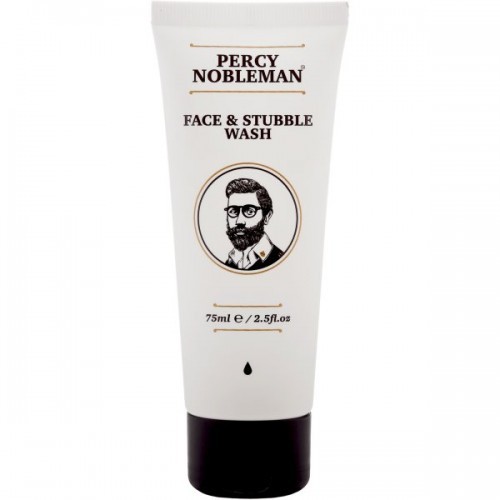 PERCY
NOBLEMAN®
FACE & STUBBLE
WASH
75ml ℮ / 2.5fl.oz